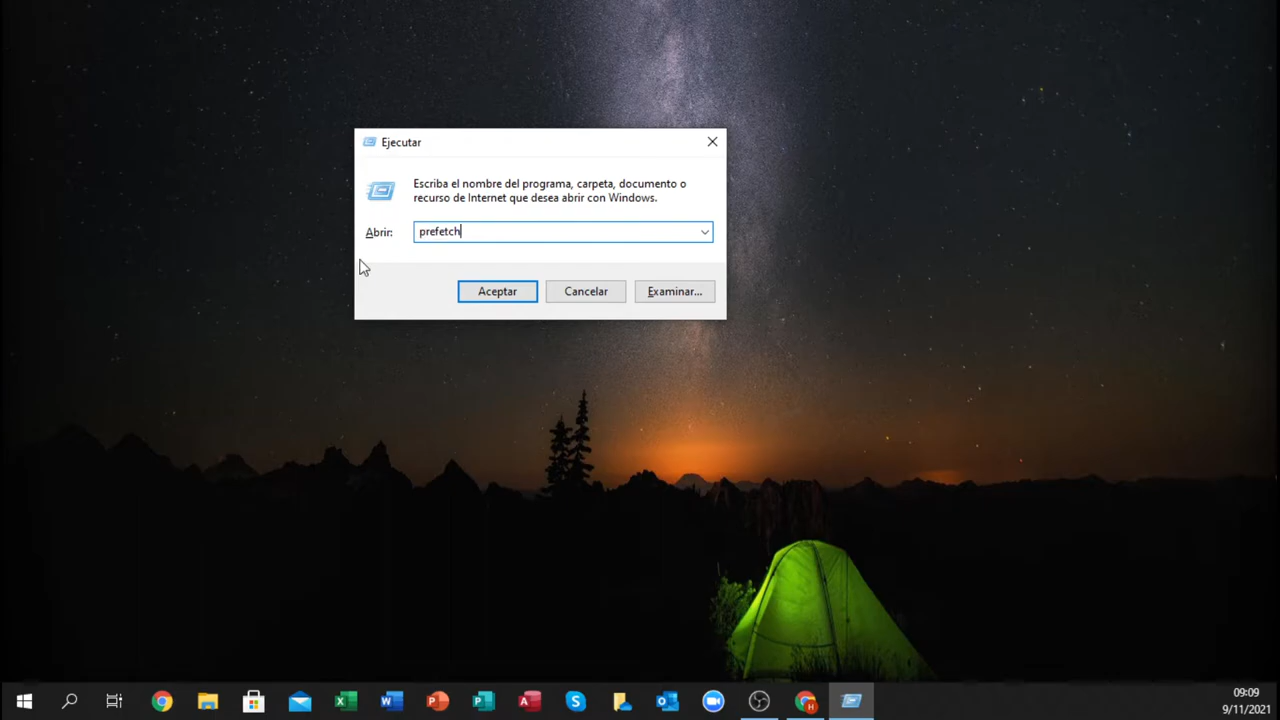 Ejecutar
Escriba el nombre del programa, carpeta, documento o
recurso de Internet que desea abrir con Windows.
Abrir: prefetch
Aceptar Cancelar Examinar...
X W P P A S O H
09:09
9/11/2021